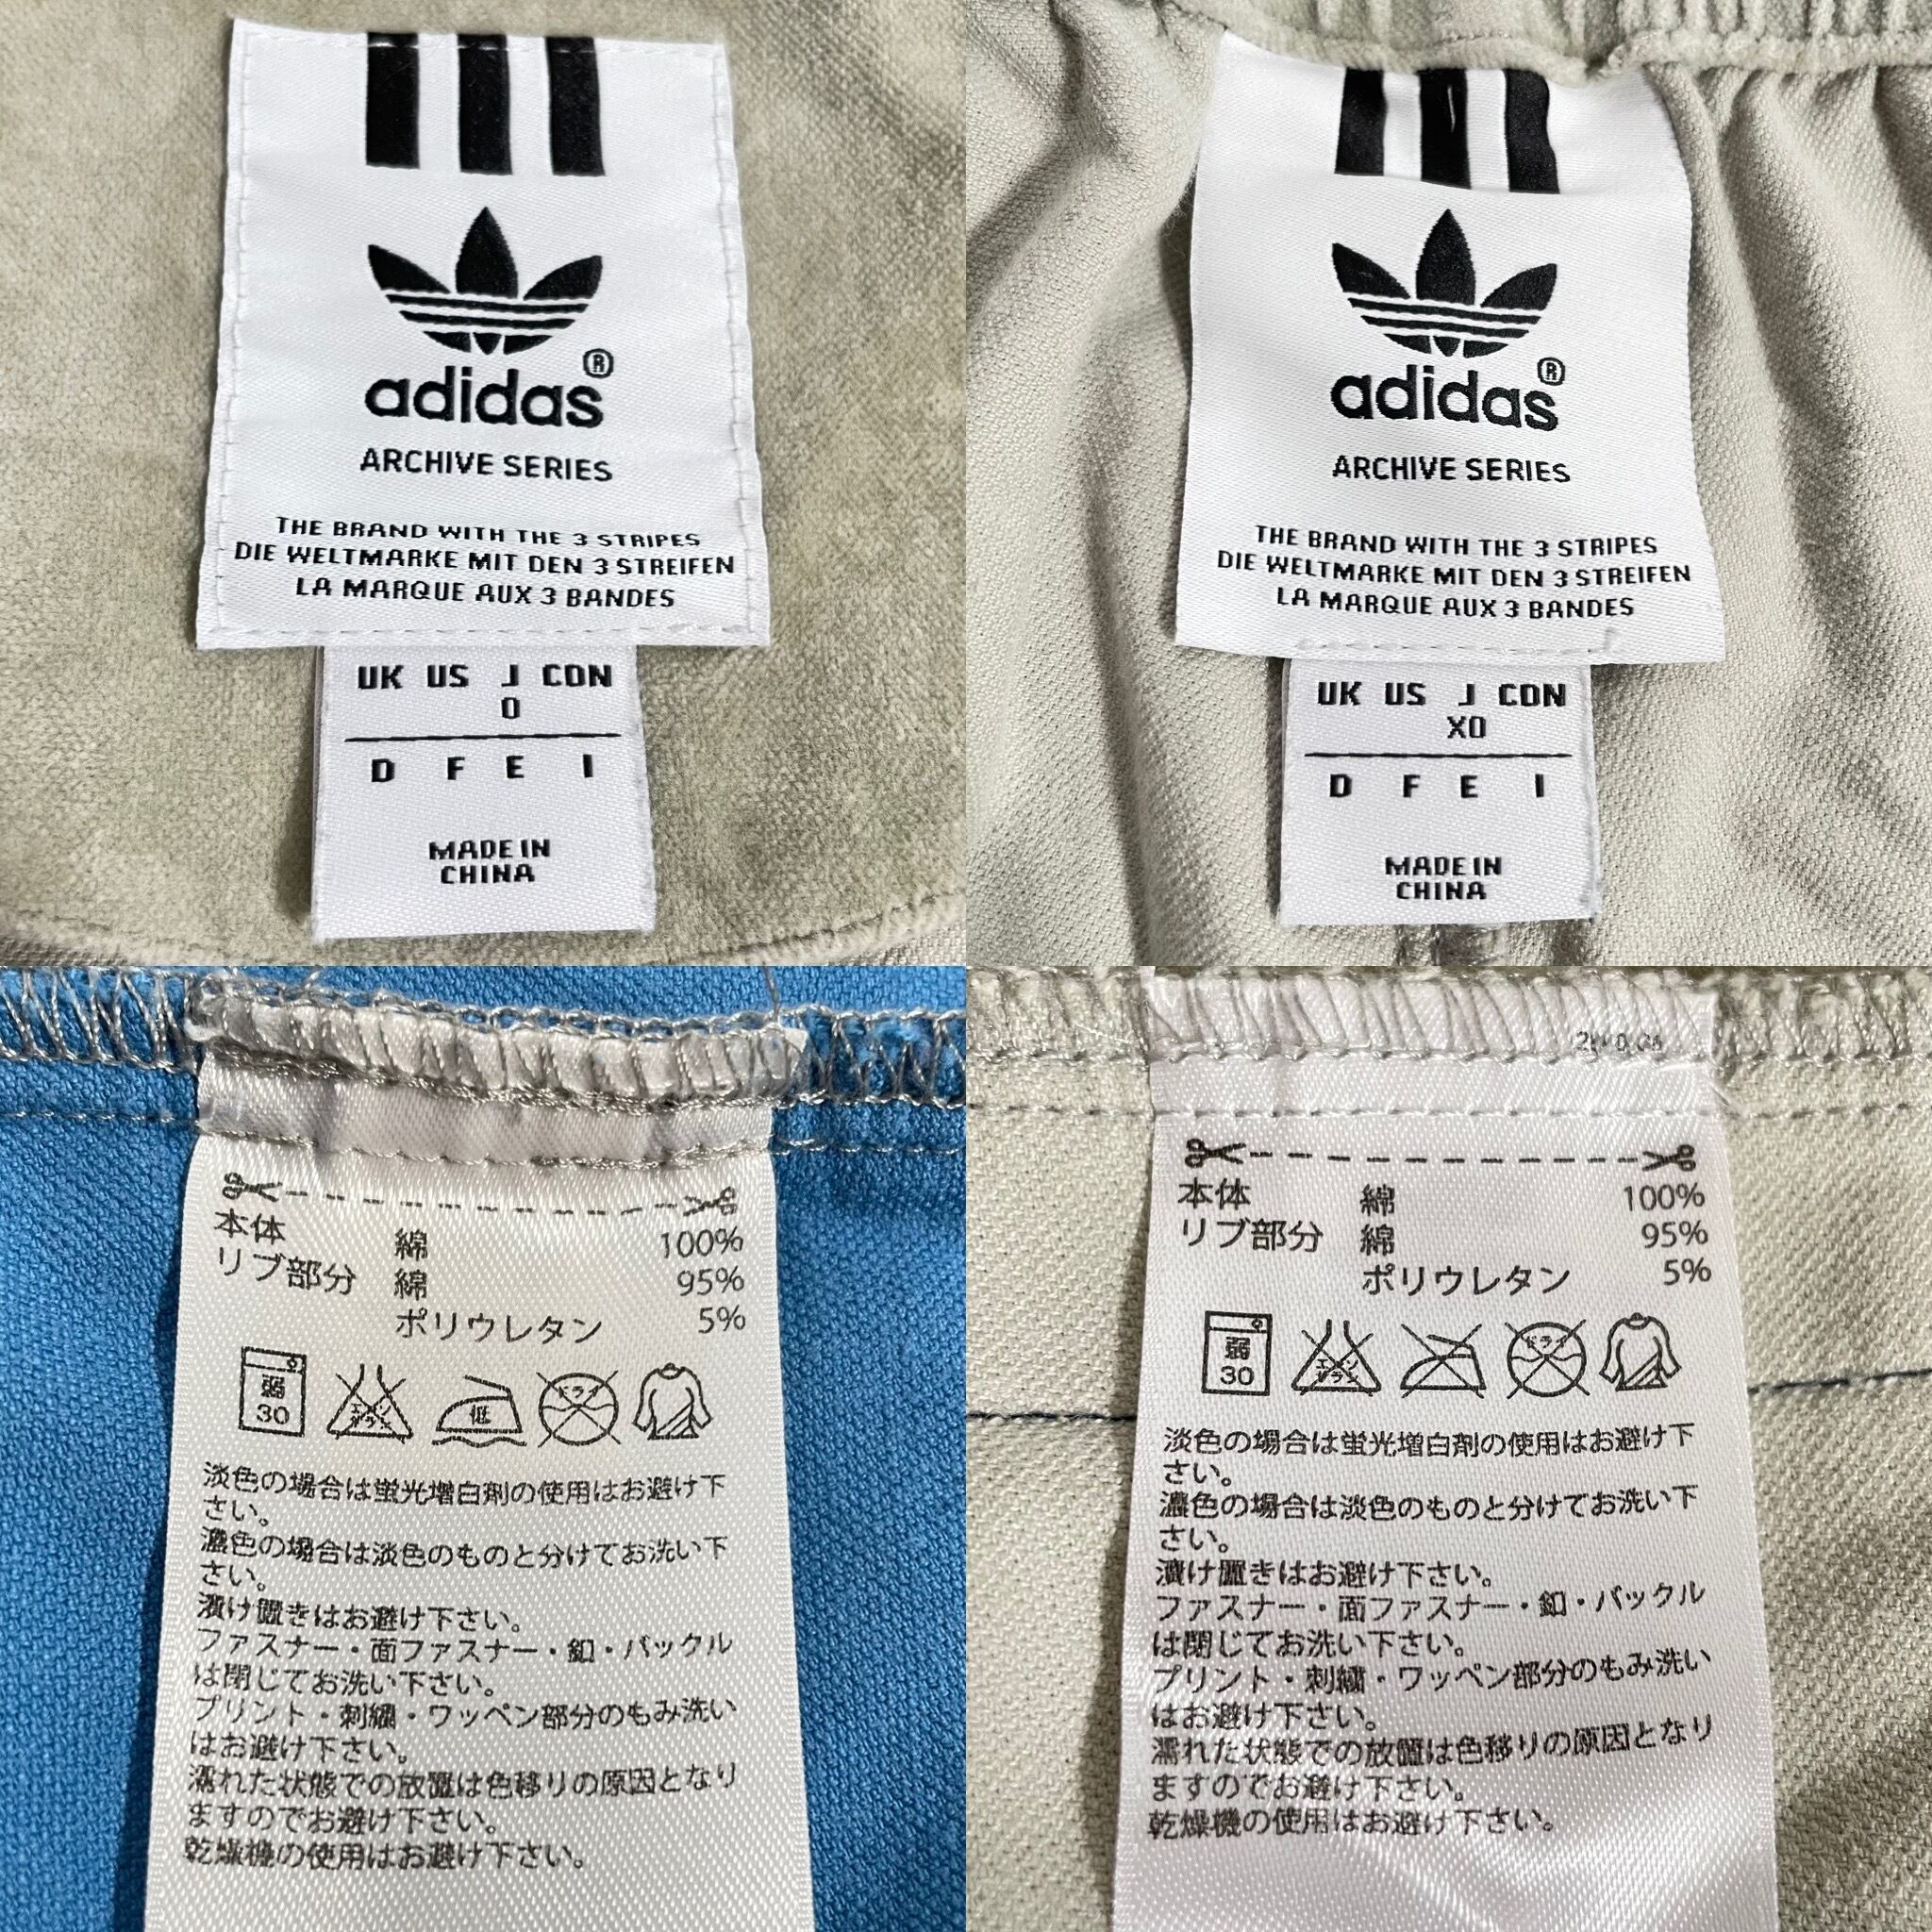 adidas®
ARCHIVE SERIES
THE BRAND WITH THE 3 STRIPES
DIE WELTMARKE MIT DEN 3 STREIFEN
LA MARQUE AUX 3 BANDES
UK US J CDN
O
D F E I
MADE IN
CHINA
adidas®
ARCHIVE SERIES
THE BRAND WITH THE 3 STRIPES
DIE WELTMARKE MIT DEN 3 STREIFEN
LA MARQUE AUX 3 BANDES
UK US J CDN
XO
D F E I
MADE IN
CHINA
本体 綿 100%
リブ部分 綿 95%
ポリウレタン 5%
弱 30 エンソ サラシ 低 ドライ
淡色の場合は蛍光増白剤の使用はお避け下
さい。
濃色の場合は淡色のものと分けてお洗い下
さい。
漬け置きはお避け下さい。
ファスナー・面ファスナー・釦・バックル
は閉じてお洗い下さい。
プリント・刺繍・ワッペン部分のもみ洗い
はお避け下さい。
濡れた状態での放置は色移りの原因となり
ますのでお避け下さい。
乾燥機の使用はお避け下さい。
本体 綿 100%
リブ部分 綿 95%
ポリウレタン 5%
弱 30 エンソ サラシ ドライ
淡色の場合は蛍光増白剤の使用はお避け下
さい。
濃色の場合は淡色のものと分けてお洗い下
さい。
漬け置きはお避け下さい。
ファスナー・面ファスナー・釦・バックル
は閉じてお洗い下さい。
プリント・刺繍・ワッペン部分のもみ洗い
はお避け下さい。
濡れた状態での放置は色移りの原因となり
ますのでお避け下さい。
乾燥機の使用はお避け下さい。